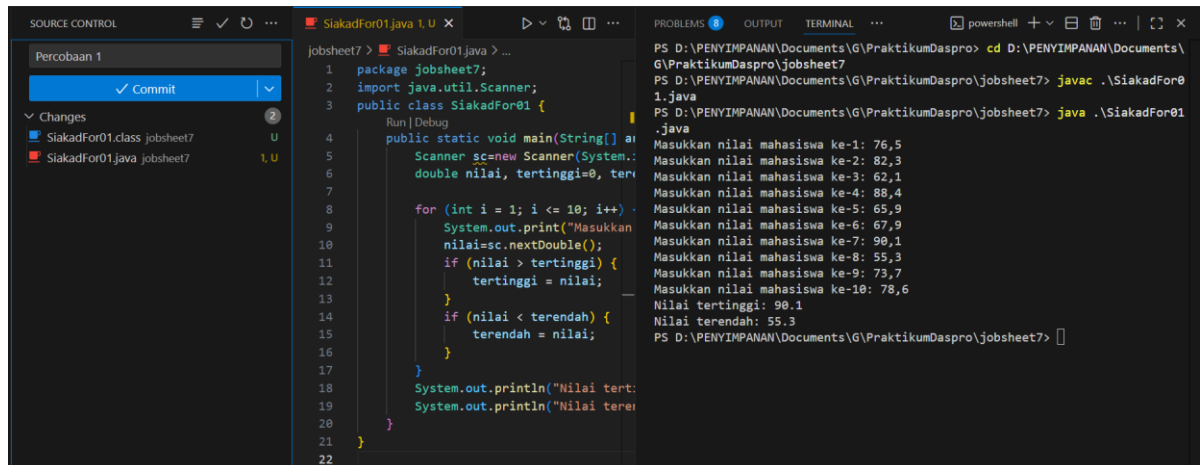 SOURCE CONTROL
Percobaan 1
Commit
Changes 2
SiakadFor01.class jobsheet7 U
SiakadFor01.java jobsheet7 1, U
SiakadFor01.java 1, U
jobsheet7 > SiakadFor01.java > ...
1 package jobsheet7;
2 import java.util.Scanner;
3 public class SiakadFor01 {
Run | Debug
4 public static void main(String[] a
5 Scanner sc=new Scanner(System.
6 double nilai, tertinggi=0, tere
7
8 for (int i = 1; i <= 10; i++)
9 System.out.print("Masukkan
10 nilai=sc.nextDouble();
11 if (nilai > tertinggi) {
12 tertinggi = nilai;
13 }
14 if (nilai < terendah) {
15 terendah = nilai;
16 }
17 }
18 System.out.println("Nilai tert
19 System.out.println("Nilai tere
20 }
21 }
22
PROBLEMS 8 OUTPUT TERMINAL ... powershell
PS D:\PENYIMPANAN\Documents\G\PraktikumDaspro> cd D:\PENYIMPANAN\Documents\
G\PraktikumDaspro\jobsheet7
PS D:\PENYIMPANAN\Documents\G\PraktikumDaspro\jobsheet7> javac .\SiakadFor0
1.java
PS D:\PENYIMPANAN\Documents\G\PraktikumDaspro\jobsheet7> java .\SiakadFor01
.java
Masukkan nilai mahasiswa ke-1: 76,5
Masukkan nilai mahasiswa ke-2: 82,3
Masukkan nilai mahasiswa ke-3: 62,1
Masukkan nilai mahasiswa ke-4: 88,4
Masukkan nilai mahasiswa ke-5: 65,9
Masukkan nilai mahasiswa ke-6: 67,9
Masukkan nilai mahasiswa ke-7: 90,1
Masukkan nilai mahasiswa ke-8: 55,3
Masukkan nilai mahasiswa ke-9: 73,7
Masukkan nilai mahasiswa ke-10: 78,6
Nilai tertinggi: 90.1
Nilai terendah: 55.3
PS D:\PENYIMPANAN\Documents\G\PraktikumDaspro\jobsheet7>